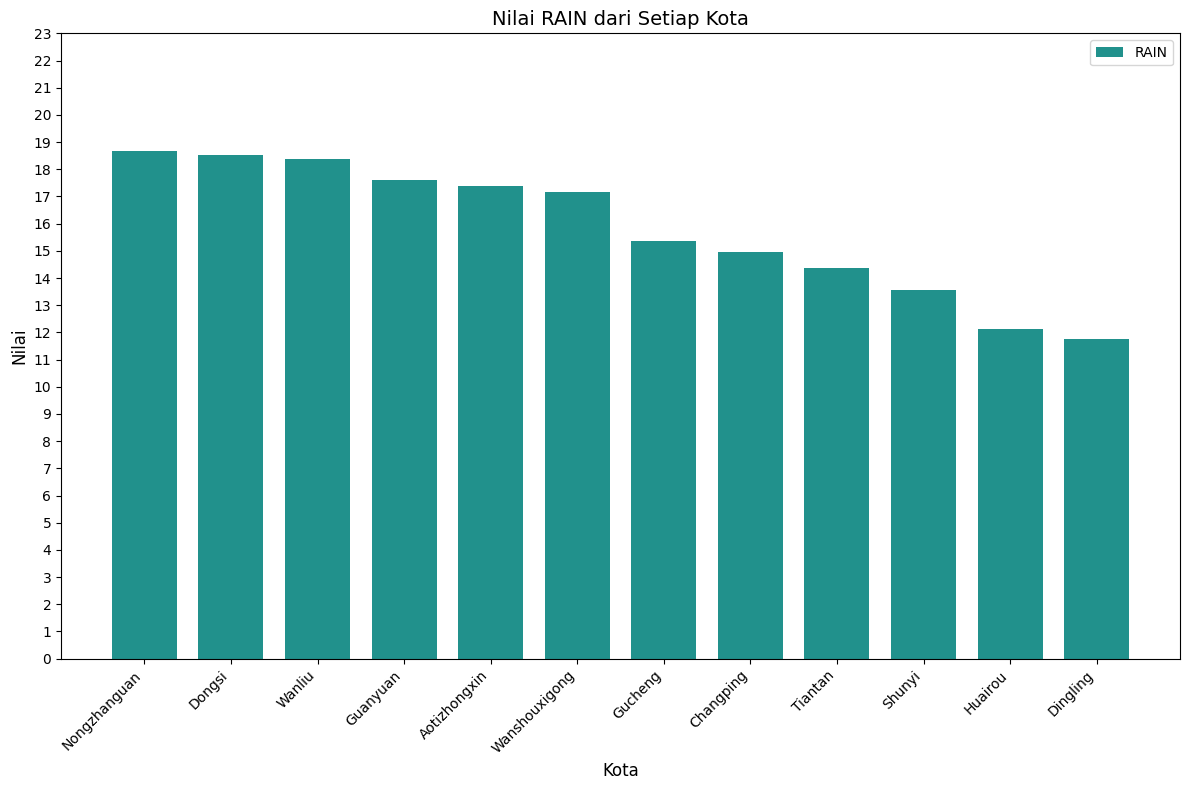 Nilai RAIN dari Setiap Kota
RAIN
Nilai
23
22
21
20
19
18
17
16
15
14
13
12
11
10
9
8
7
6
5
4
3
2
1
0
Nongzhanguan
Dongsi
Wanliu
Guanyuan
Aotizhongxin
Wanshouxigong
Gucheng
Changping
Tiantan
Shunyi
Huairou
Dingling
Kota